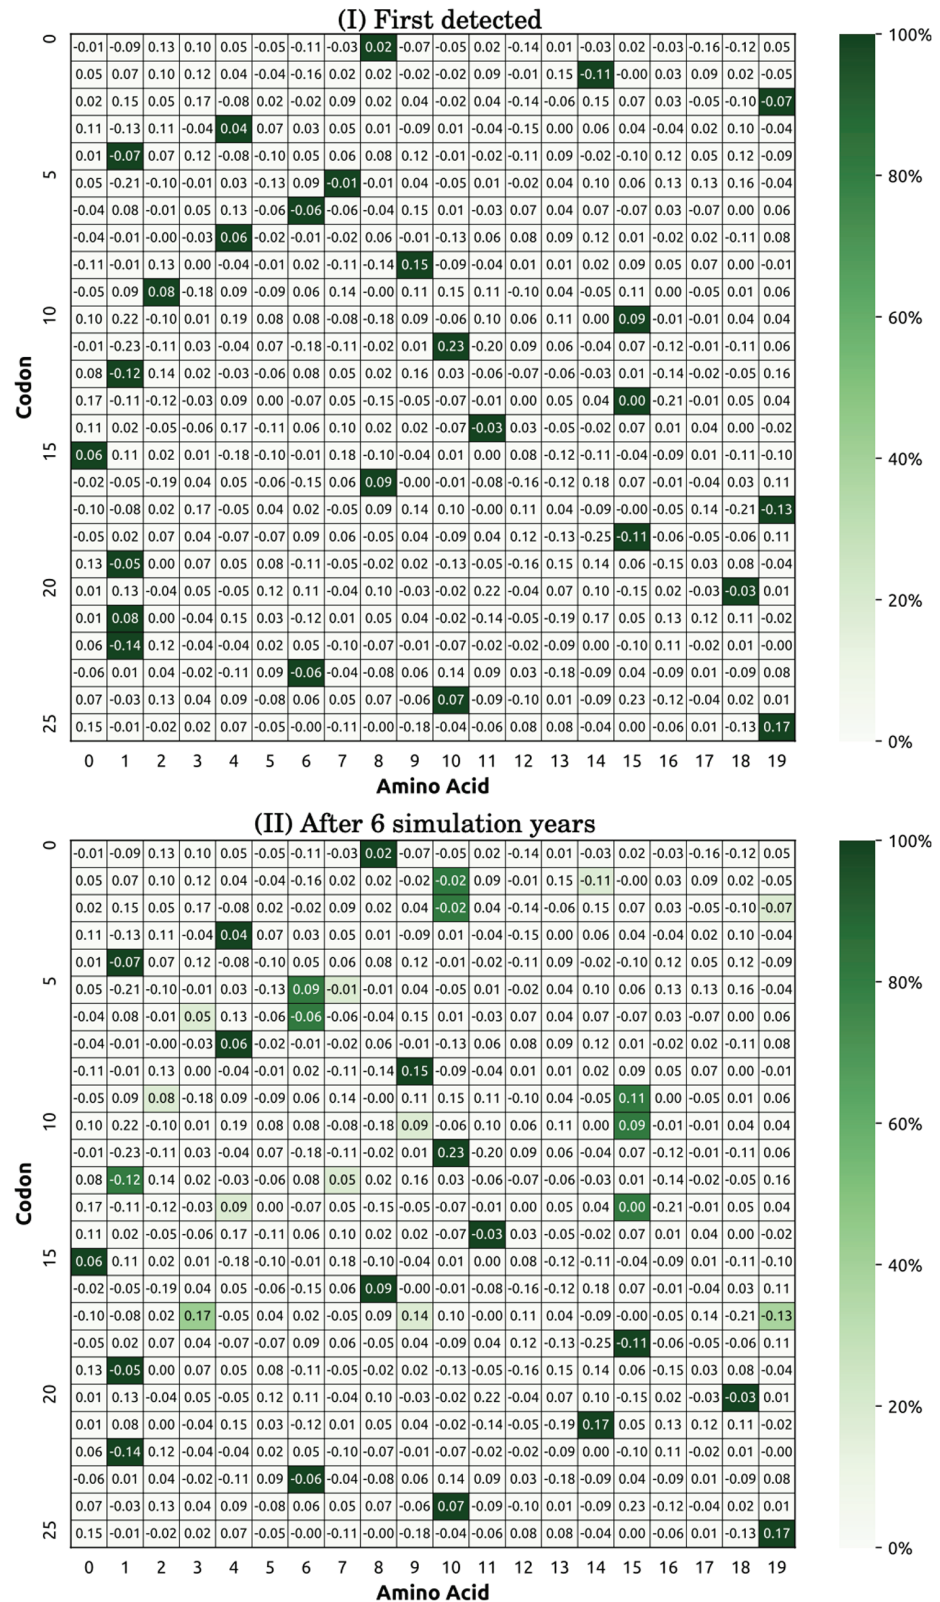 (I) First detected
0 -0.01 -0.09 0.13 0.10 0.05 -0.05 -0.11 -0.03 0.02 -0.07 -0.05 0.02 -0.14 0.01 -0.03 0.02 -0.03 -0.16 -0.12 0.05 100%
0.05 0.07 0.10 0.12 0.04 -0.04 -0.16 0.02 0.02 -0.02 -0.02 0.09 -0.01 0.15 -0.11 -0.00 0.03 0.09 0.02 -0.05
0.02 0.15 0.05 0.17 -0.08 0.02 -0.02 0.09 0.02 0.04 -0.02 0.04 -0.14 -0.06 0.15 0.07 0.03 -0.05 -0.10 -0.07
0.11 -0.13 0.11 -0.04 0.04 0.07 0.03 0.05 0.01 -0.09 0.01 -0.04 -0.15 0.00 0.06 0.04 -0.04 0.02 0.10 -0.04
0.01 -0.07 0.07 0.12 -0.08 -0.10 0.05 0.06 0.08 0.12 -0.01 -0.02 -0.11 0.09 -0.02 -0.10 0.12 0.05 0.12 -0.09
5 0.05 -0.21 -0.10 -0.01 0.03 -0.13 0.09 -0.01 -0.01 0.04 -0.05 0.01 -0.02 0.04 0.10 0.06 0.13 0.13 0.16 -0.04 80%
-0.04 0.08 -0.01 0.05 0.13 -0.06 -0.06 -0.06 -0.04 0.15 0.01 -0.03 0.07 0.04 0.07 -0.07 0.03 -0.07 0.00 0.06
-0.04 -0.01 -0.00 -0.03 0.06 -0.02 -0.01 -0.02 0.06 -0.01 -0.13 0.06 0.08 0.09 0.12 0.01 -0.02 0.02 -0.11 0.08
-0.11 -0.01 0.13 0.00 -0.04 -0.01 0.02 -0.11 -0.14 0.15 -0.09 -0.04 0.01 0.01 0.02 0.09 0.05 0.07 0.00 -0.01
-0.05 0.09 0.08 -0.18 0.09 -0.09 0.06 0.14 -0.00 0.11 0.15 0.11 -0.10 0.04 -0.05 0.11 0.00 -0.05 0.01 0.06
10 0.10 0.22 -0.10 0.01 0.19 0.08 0.08 -0.08 -0.18 0.09 -0.06 0.10 0.06 0.11 0.00 0.09 -0.01 -0.01 0.04 0.04 60%
-0.01 -0.23 -0.11 0.03 -0.04 0.07 -0.18 -0.11 -0.02 0.01 0.23 -0.20 0.09 0.06 -0.04 0.07 -0.12 -0.01 -0.11 0.06
0.08 -0.12 0.14 0.02 -0.03 -0.06 0.08 0.05 0.02 0.16 0.03 -0.06 -0.07 -0.06 -0.03 0.01 -0.14 -0.02 -0.05 0.16
0.17 -0.11 -0.12 -0.03 0.09 0.00 -0.07 0.05 -0.15 -0.05 -0.07 -0.01 0.00 0.05 0.04 0.00 -0.21 -0.01 0.05 0.04
0.11 0.02 -0.05 -0.06 0.17 -0.11 0.06 0.10 0.02 0.02 -0.07 -0.03 0.03 -0.05 -0.02 0.07 0.01 0.04 0.00 -0.02
15 0.06 0.11 0.02 0.01 -0.18 -0.10 -0.01 0.18 -0.10 -0.04 0.01 0.00 0.08 -0.12 -0.11 -0.04 -0.09 0.01 -0.11 -0.10 40%
-0.02 -0.05 -0.19 0.04 0.05 -0.06 -0.15 0.06 0.09 -0.00 -0.01 -0.08 -0.16 -0.12 0.18 0.07 -0.01 -0.04 0.03 0.11
-0.10 -0.08 0.02 0.17 -0.05 0.04 0.02 -0.05 0.09 0.14 0.10 -0.00 0.11 0.04 -0.09 -0.00 -0.05 0.14 -0.21 -0.13
-0.05 0.02 0.07 0.04 -0.07 -0.07 0.09 0.06 -0.05 0.04 -0.09 0.04 0.12 -0.13 -0.25 -0.11 -0.06 -0.05 -0.06 0.11
0.13 -0.05 0.00 0.07 0.05 0.08 -0.11 -0.05 -0.02 0.02 -0.13 -0.05 -0.16 0.15 0.14 0.06 -0.15 0.03 0.08 -0.04
20 0.01 0.13 -0.04 0.05 -0.05 0.12 0.11 -0.04 0.10 -0.03 -0.02 0.22 -0.04 0.07 0.10 -0.15 0.02 -0.03 -0.03 0.01 20%
0.01 0.08 0.00 -0.04 0.15 0.03 -0.12 0.01 0.05 0.04 -0.02 -0.14 -0.05 -0.19 0.17 0.05 0.13 0.12 0.11 -0.02
0.06 -0.14 0.12 -0.04 -0.04 0.02 0.05 -0.10 -0.07 -0.01 -0.07 -0.02 -0.02 -0.09 0.00 -0.10 0.11 -0.02 0.01 -0.00
-0.06 0.01 0.04 -0.02 -0.11 0.09 -0.06 -0.04 -0.08 0.06 0.14 0.09 0.03 -0.18 -0.09 0.04 -0.09 0.01 -0.09 0.08
0.07 -0.03 0.13 0.04 0.09 -0.08 0.06 0.05 0.07 -0.06 0.07 -0.09 -0.10 0.01 -0.09 0.23 -0.12 -0.04 0.02 0.01
25 0.15 -0.01 -0.02 0.02 0.07 -0.05 -0.00 -0.11 -0.00 -0.18 -0.04 -0.06 0.08 0.08 -0.04 0.00 -0.06 0.01 -0.13 0.17 0%
Codon
0 1 2 3 4 5 6 7 8 9 10 11 12 13 14 15 16 17 18 19
Amino Acid
(II) After 6 simulation years
0 -0.01 -0.09 0.13 0.10 0.05 -0.05 -0.11 -0.03 0.02 -0.07 -0.05 0.02 -0.14 0.01 -0.03 0.02 -0.03 -0.16 -0.12 0.05 100%
0.05 0.07 0.10 0.12 0.04 -0.04 -0.16 0.02 0.02 -0.02 -0.02 0.09 -0.01 0.15 -0.11 -0.00 0.03 0.09 0.02 -0.05
0.02 0.15 0.05 0.17 -0.08 0.02 -0.02 0.09 0.02 0.04 -0.02 0.04 -0.14 -0.06 0.15 0.07 0.03 -0.05 -0.10 -0.07
0.11 -0.13 0.11 -0.04 0.04 0.07 0.03 0.05 0.01 -0.09 0.01 -0.04 -0.15 0.00 0.06 0.04 -0.04 0.02 0.10 -0.04
0.01 -0.07 0.07 0.12 -0.08 -0.10 0.05 0.06 0.08 0.12 -0.01 -0.02 -0.11 0.09 -0.02 -0.10 0.12 0.05 0.12 -0.09
5 0.05 -0.21 -0.10 -0.01 0.03 -0.13 0.09 -0.01 -0.01 0.04 -0.05 0.01 -0.02 0.04 0.10 0.06 0.13 0.13 0.16 -0.04 80%
-0.04 0.08 -0.01 0.05 0.13 -0.06 -0.06 -0.06 -0.04 0.15 0.01 -0.03 0.07 0.04 0.07 -0.07 0.03 -0.07 0.00 0.06
-0.04 -0.01 -0.00 -0.03 0.06 -0.02 -0.01 -0.02 0.06 -0.01 -0.13 0.06 0.08 0.09 0.12 0.01 -0.02 0.02 -0.11 0.08
-0.11 -0.01 0.13 0.00 -0.04 -0.01 0.02 -0.11 -0.14 0.15 -0.09 -0.04 0.01 0.01 0.02 0.09 0.05 0.07 0.00 -0.01
-0.05 0.09 0.08 -0.18 0.09 -0.09 0.06 0.14 -0.00 0.11 0.15 0.11 -0.10 0.04 -0.05 0.11 0.00 -0.05 0.01 0.06
10 0.10 0.22 -0.10 0.01 0.19 0.08 0.08 -0.08 -0.18 0.09 -0.06 0.10 0.06 0.11 0.00 0.09 -0.01 -0.01 0.04 0.04 60%
-0.01 -0.23 -0.11 0.03 -0.04 0.07 -0.18 -0.11 -0.02 0.01 0.23 -0.20 0.09 0.06 -0.04 0.07 -0.12 -0.01 -0.11 0.06
0.08 -0.12 0.14 0.02 -0.03 -0.06 0.08 0.05 0.02 0.16 0.03 -0.06 -0.07 -0.06 -0.03 0.01 -0.14 -0.02 -0.05 0.16
0.17 -0.11 -0.12 -0.03 0.09 0.00 -0.07 0.05 -0.15 -0.05 -0.07 -0.01 0.00 0.05 0.04 0.00 -0.21 -0.01 0.05 0.04
0.11 0.02 -0.05 -0.06 0.17 -0.11 0.06 0.10 0.02 0.02 -0.07 -0.03 0.03 -0.05 -0.02 0.07 0.01 0.04 0.00 -0.02
15 0.06 0.11 0.02 0.01 -0.18 -0.10 -0.01 0.18 -0.10 -0.04 0.01 0.00 0.08 -0.12 -0.11 -0.04 -0.09 0.01 -0.11 -0.10 40%
-0.02 -0.05 -0.19 0.04 0.05 -0.06 -0.15 0.06 0.09 -0.00 -0.01 -0.08 -0.16 -0.12 0.18 0.07 -0.01 -0.04 0.03 0.11
-0.10 -0.08 0.02 0.17 -0.05 0.04 0.02 -0.05 0.09 0.14 0.10 -0.00 0.11 0.04 -0.09 -0.00 -0.05 0.14 -0.21 -0.13
-0.05 0.02 0.07 0.04 -0.07 -0.07 0.09 0.06 -0.05 0.04 -0.09 0.04 0.12 -0.13 -0.25 -0.11 -0.06 -0.05 -0.06 0.11
0.13 -0.05 0.00 0.07 0.05 0.08 -0.11 -0.05 -0.02 0.02 -0.13 -0.05 -0.16 0.15 0.14 0.06 -0.15 0.03 0.08 -0.04
20 0.01 0.13 -0.04 0.05 -0.05 0.12 0.11 -0.04 0.10 -0.03 -0.02 0.22 -0.04 0.07 0.10 -0.15 0.02 -0.03 -0.03 0.01 20%
0.01 0.08 0.00 -0.04 0.15 0.03 -0.12 0.01 0.05 0.04 -0.02 -0.14 -0.05 -0.19 0.17 0.05 0.13 0.12 0.11 -0.02
0.06 -0.14 0.12 -0.04 -0.04 0.02 0.05 -0.10 -0.07 -0.01 -0.07 -0.02 -0.02 -0.09 0.00 -0.10 0.11 -0.02 0.01 -0.00
-0.06 0.01 0.04 -0.02 -0.11 0.09 -0.06 -0.04 -0.08 0.06 0.14 0.09 0.03 -0.18 -0.09 0.04 -0.09 0.01 -0.09 0.08
0.07 -0.03 0.13 0.04 0.09 -0.08 0.06 0.05 0.07 -0.06 0.07 -0.09 -0.10 0.01 -0.09 0.23 -0.12 -0.04 0.02 0.01
25 0.15 -0.01 -0.02 0.02 0.07 -0.05 -0.00 -0.11 -0.00 -0.18 -0.04 -0.06 0.08 0.08 -0.04 0.00 -0.06 0.01 -0.13 0.17 0%
Codon
0 1 2 3 4 5 6 7 8 9 10 11 12 13 14 15 16 17 18 19
Amino Acid